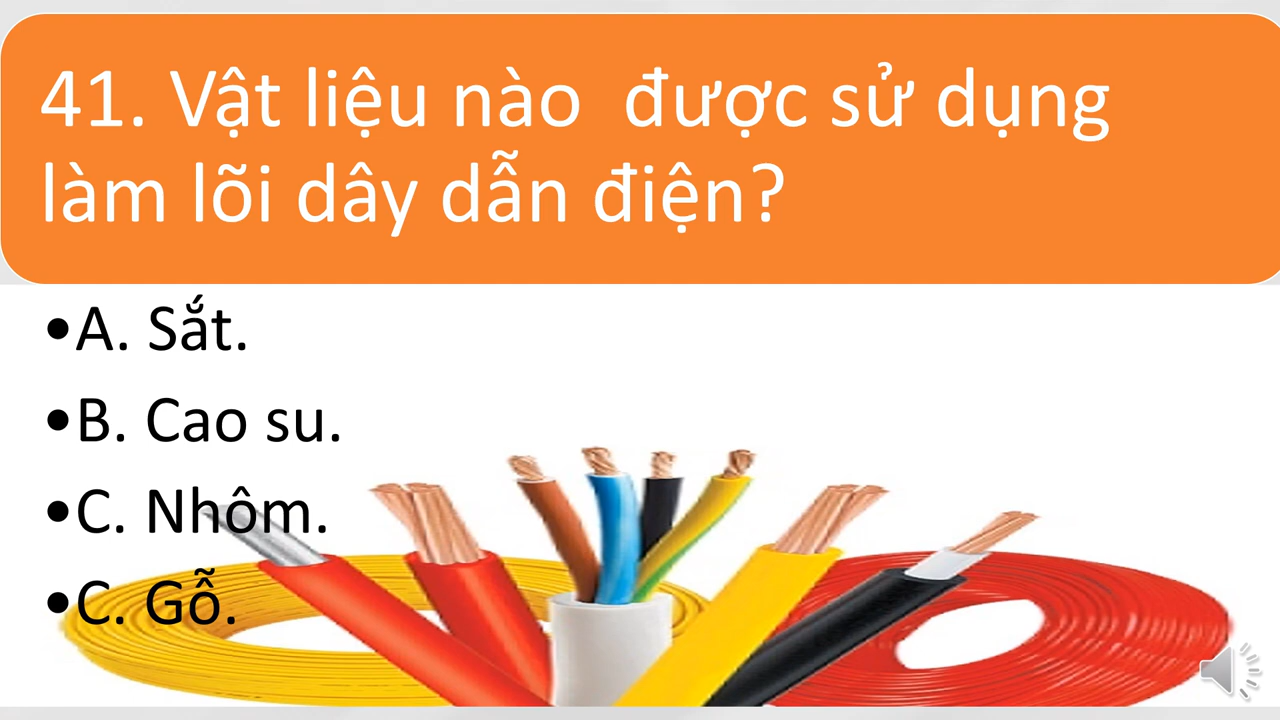 41. Vật liệu nào được sử dụng
làm lõi dây dẫn điện?
•A. Sắt.
•B. Cao su.
•C. Nhôm.
•C. Gỗ.